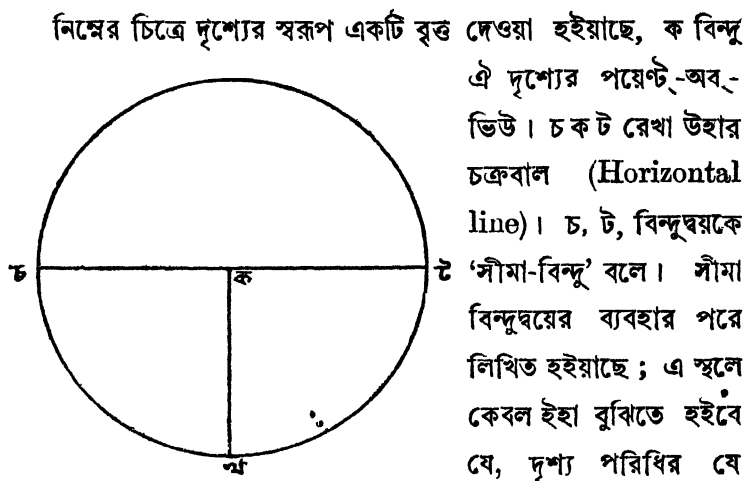 নিম্নের চিত্রে দৃশ্যের স্বরূপ একটি বৃত্ত দেওয়া হইয়াছে, ক বিন্দু
ঐ দৃশ্যের পয়েণ্ট্-অব্-
ভিউ। চ ক ট রেখা উহার
চক্রবাল (Horizontal
line)। চ, ট, বিন্দুদ্বয়কে
চ
ক
ট
‘সীমা-বিন্দু’ বলে। সীমা
বিন্দুদ্বয়ের ব্যবহার পরে
লিখিত হইয়াছে; এ স্থলে
কেবল ইহা বুঝিতে হইবে
খ
যে, দৃশ্য পরিধির যে